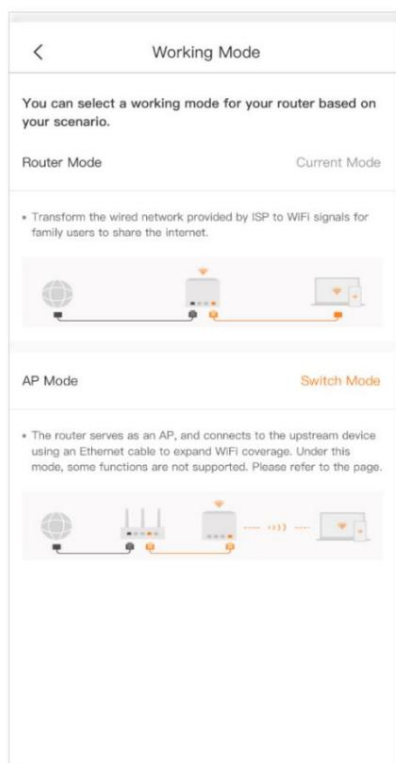 Working Mode
You can select a working mode for your router based on
your scenario.
Router Mode
Current Mode
• Transform the wired network provided by ISP to WiFi signals for
family users to share the internet.
AP Mode
Switch Mode
• The router serves as an AP, and connects to the upstream device
using an Ethernet cable to expand WiFi coverage. Under this
mode, some functions are not supported. Please refer to the page.